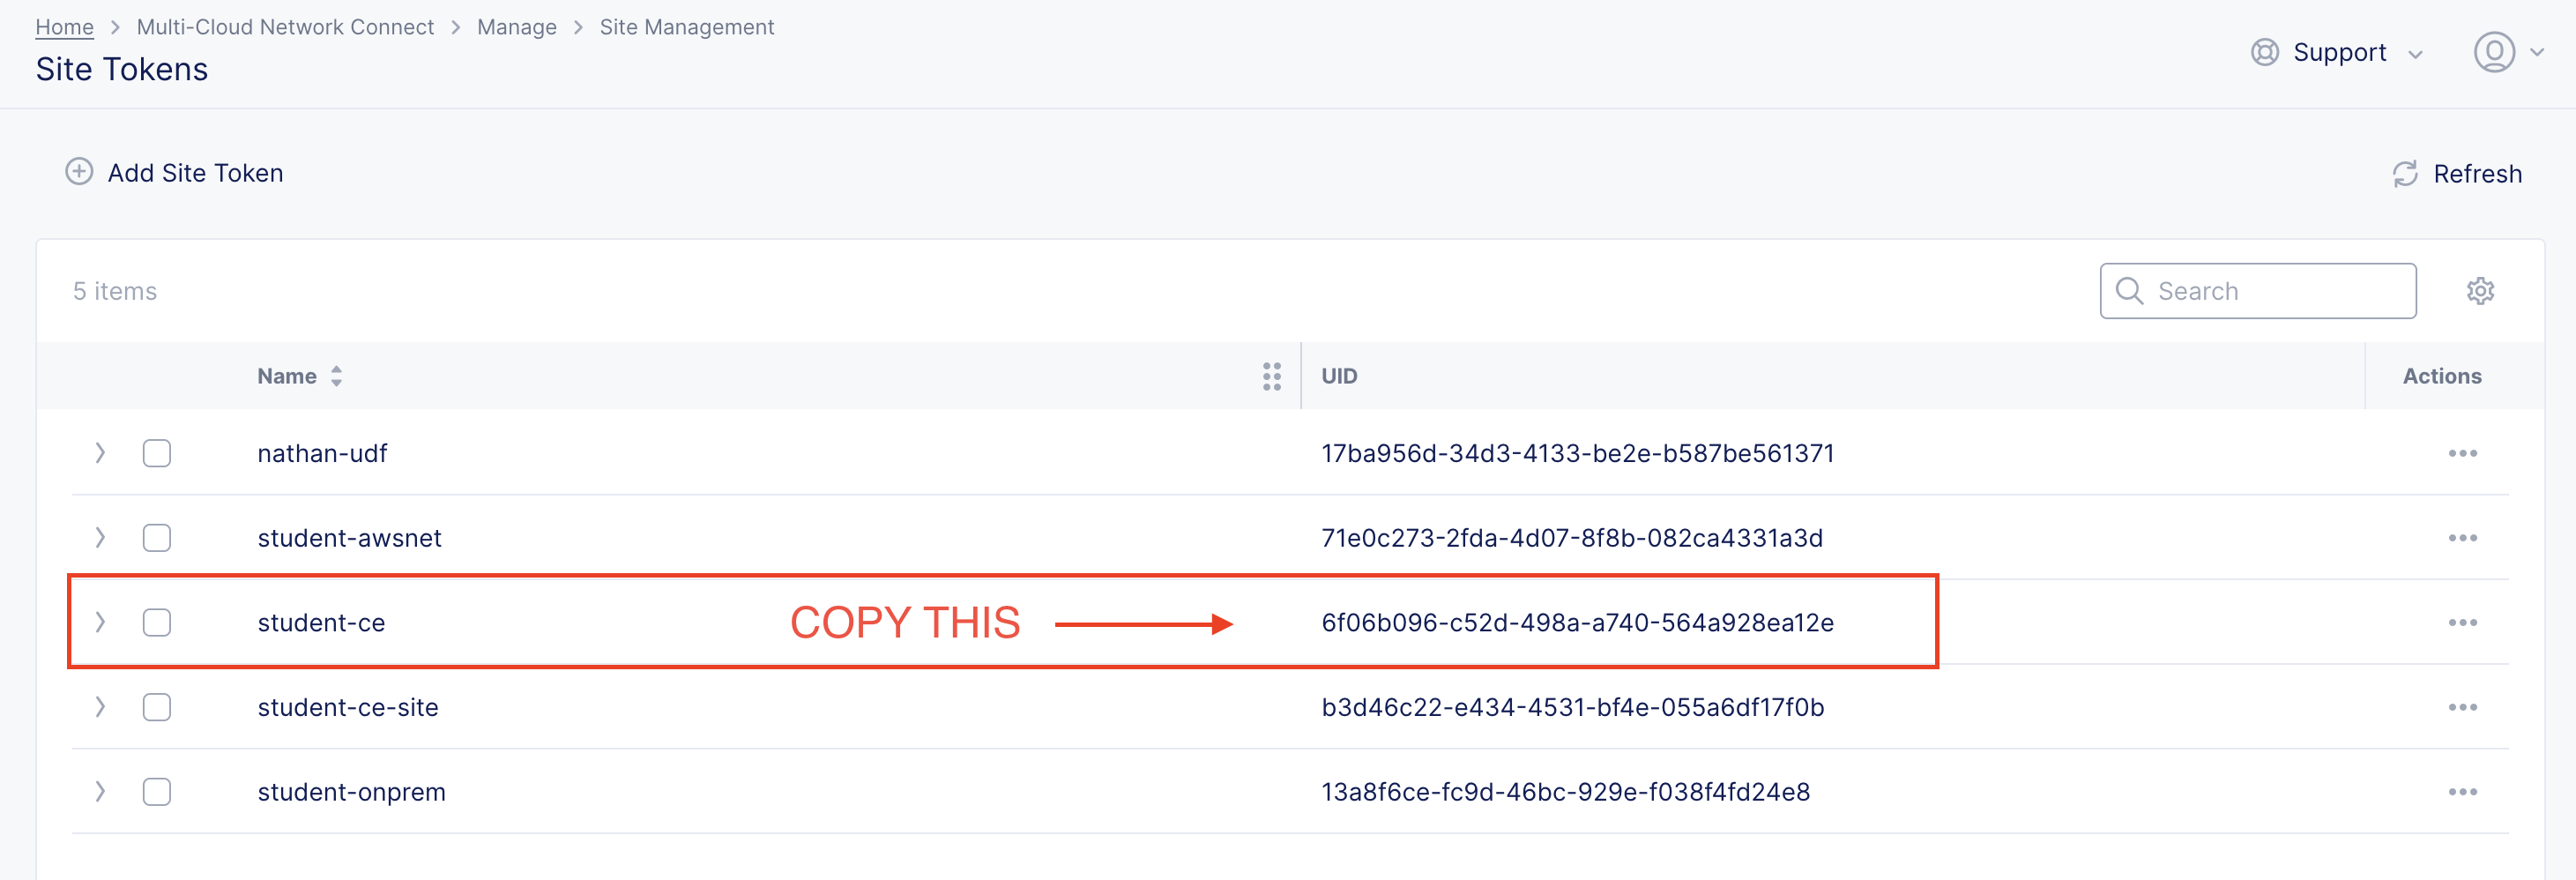 Home > Multi-Cloud Network Connect > Manage > Site Management
Site Tokens
Support
Add Site Token
Refresh
5 items
Search
Name UID Actions
nathan-udf 17ba956d-34d3-4133-be2e-b587be561371
student-awsnet 71e0c273-2fda-4d07-8f8b-082ca4331a3d
student-ce COPY THIS 6f06b096-c52d-498a-a740-564a928ea12e
student-ce-site b3d46c22-e434-4531-bf4e-055a6df17f0b
student-onprem 13a8f6ce-fc9d-46bc-929e-f038f4fd24e8